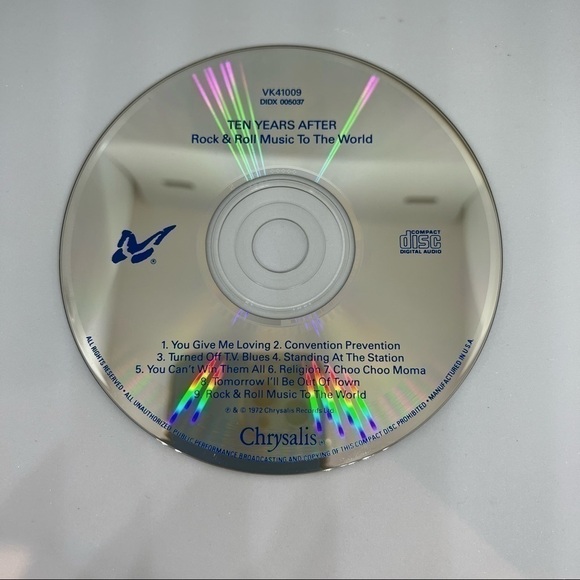 VK41009
DIDX 005037
TEN YEARS AFTER
Rock & Roll Music To The World
COMPACT
disc
DIGITAL AUDIO
®
1. You Give Me Loving 2. Convention Prevention
3. Turned Off T.V. Blues 4. Standing At The Station
5. You Can't Win Them All 6. Religion 7. Choo Choo Moma
8. Tomorrow I'll Be Out Of Town
9. Rock & Roll Music To The World
℗ & © 1972 Chrysalis Records Ltd.
Chrysalis™
ALL RIGHTS RESERVED. • ALL UNAUTHORIZED PUBLIC PERFORMANCE BROADCASTING AND COPYING OF THIS COMPACT DISC PROHIBITED • MANUFACTURED IN U.S.A.